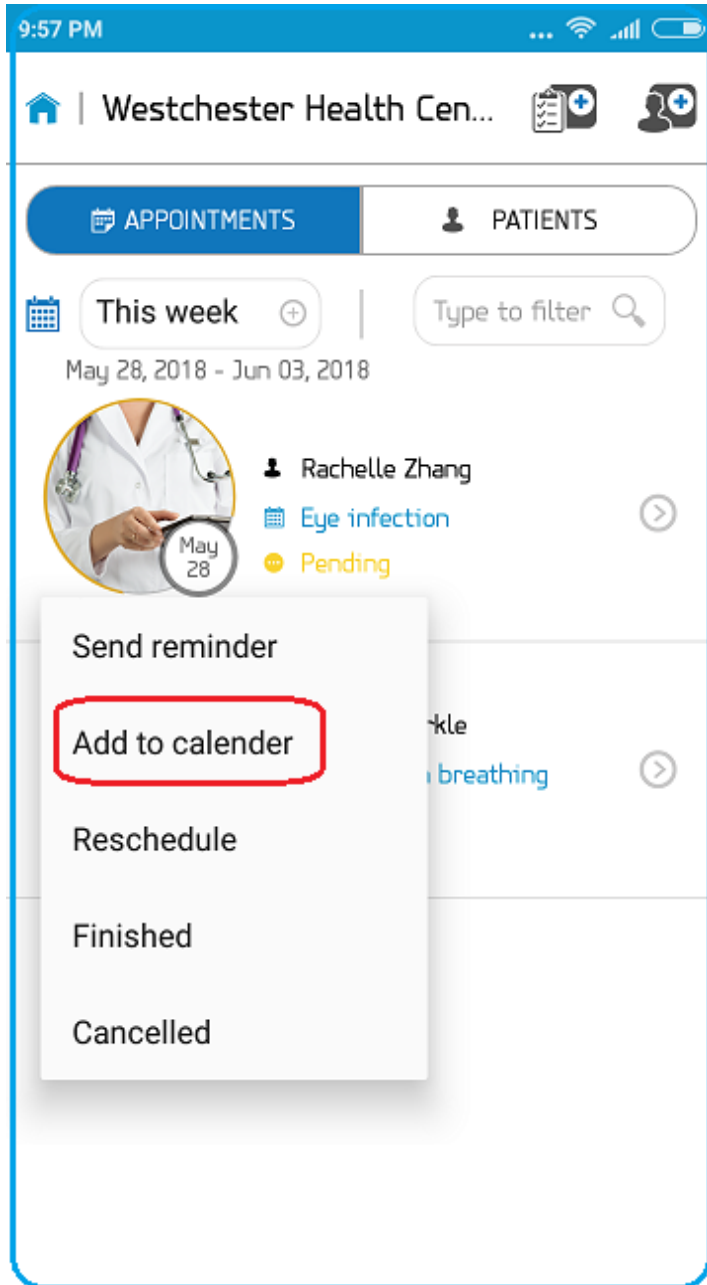 9:57 PM
Westchester Health Cen...
APPOINTMENTS
PATIENTS
This week
Type to filter
May 28, 2018 - Jun 03, 2018
Rachelle Zhang
Eye infection
May
28
Pending
Send reminder
Add to calender
rkle
breathing
Reschedule
Finished
Cancelled